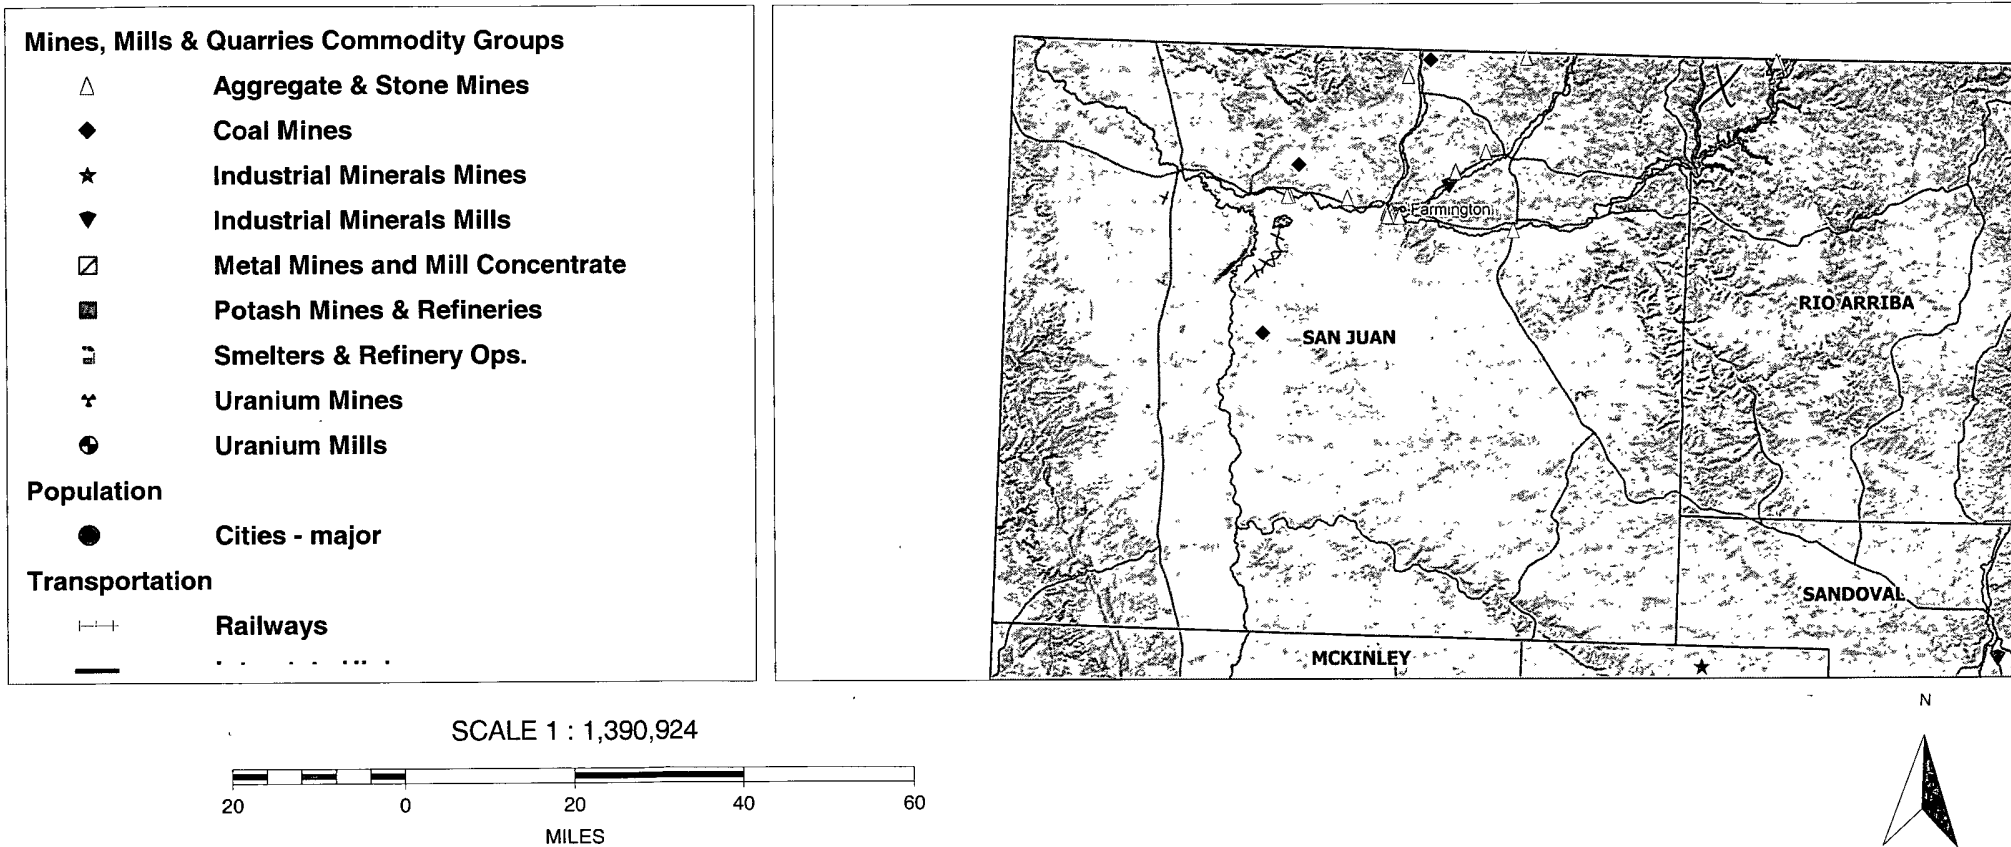 Mines, Mills & Quarries Commodity Groups
Aggregate & Stone Mines
Coal Mines
Industrial Minerals Mines
Industrial Minerals Mills
Metal Mines and Mill Concentrate
Potash Mines & Refineries
Smelters & Refinery Ops.
Uranium Mines
Uranium Mills
Population
Cities - major
Transportation
Railways
Farmington
RIO ARRIBA
SAN JUAN
SANDOVAL
MCKINLEY
SCALE 1 : 1,390,924
20 0 20 40 60
MILES
N